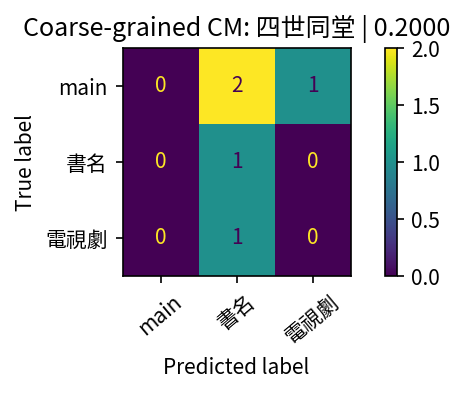 Coarse-grained CM: 四世同堂 | 0.2000
True label
main 0 2 1
書名 0 1 0
電視劇 0 1 0
main 書名 電視劇
Predicted label
2.0
1.5
1.0
0.5
0.0